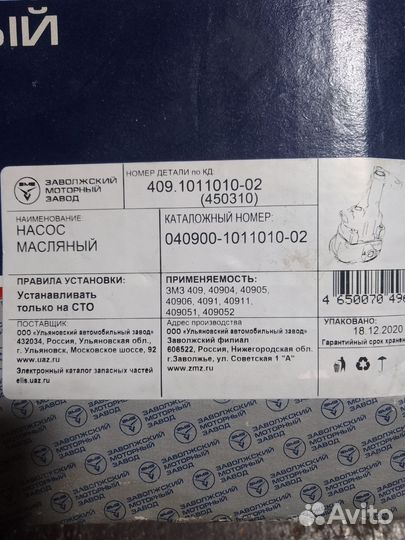 ЫЙ
ЗМЗ
ЗАВОЛЖСКИЙ
МОТОРНЫЙ
ЗАВОД
НОМЕР ДЕТАЛИ по КД:
409.1011010-02
(450310)
НАИМЕНОВАНИЕ:
НАСОС
МАСЛЯНЫЙ
КАТАЛОЖНЫЙ НОМЕР:
040900-1011010-02
ПРАВИЛА УСТАНОВКИ:
Устанавливать
только на СТО
ПРИМЕНЯЕМОСТЬ:
ЗМЗ 409, 40904, 40905,
40906, 4091, 40911,
409051, 409052
4 650070 496
ПОСТАВЩИК
ООО «Ульяновский автомобильный завод»
432034, Россия, Ульяновская обл.,
г. Ульяновск, Московское шоссе, 92
www.uaz.ru
Электронный каталог запасных частей
elis.uaz.ru
Адрес производства
ООО «Ульяновский автомобильный завод»
Заволжский филиал
606522, Россия, Нижегородская обл.
г.Заволжье, ул. Советская 1 "А"
www.zmz.ru
УПАКОВАНО:
18.12.2020
Гарантийный срок хранен
ЗАВОЛЖСКИЙ
МОТОРНЫЙ
ЗАВОД
Avito